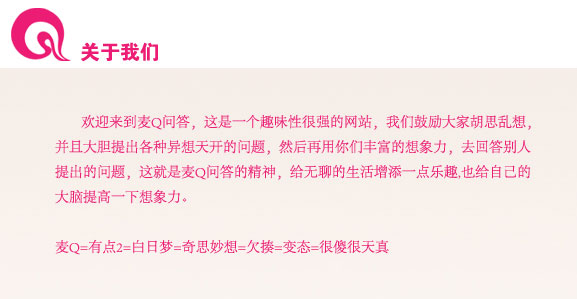 关于我们
欢迎来到麦Q问答，这是一个趣味性很强的网站，我们鼓励大家胡思乱想，
并且大胆提出各种异想天开的问题，然后再用你们丰富的想象力，去回答别人
提出的问题，这就是麦Q问答的精神，给无聊的生活增添一点乐趣,也给自己的
大脑提高一下想象力。
麦Q=有点2=白日梦=奇思妙想=欠揍=变态=很傻很天真